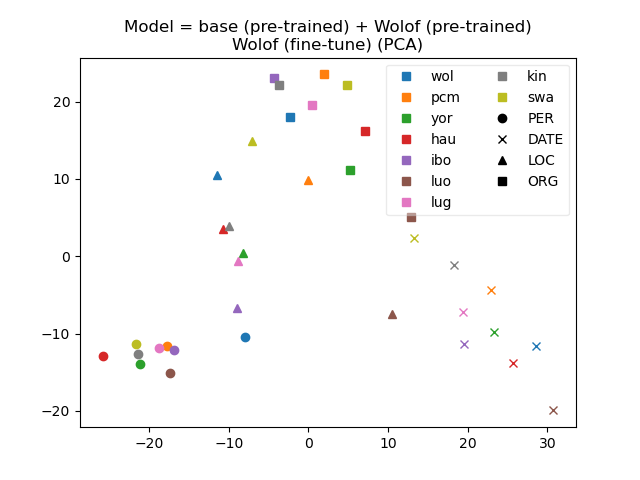 Model = base (pre-trained) + Wolof (pre-trained)
Wolof (fine-tune) (PCA)
wol
pcm
yor
hau
ibo
luo
lug
kin
swa
PER
DATE
LOC
ORG
20
10
0
−10
−20
−20
−10
0
10
20
30